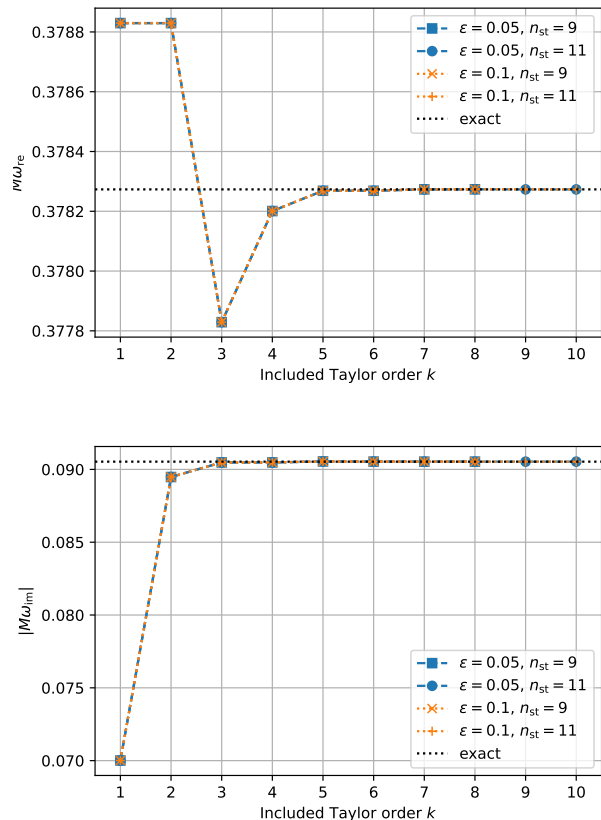 0.3788
0.3786
0.3784
0.3782
0.3780
0.3778
Mω_re
ε = 0.05, n_st = 9
ε = 0.05, n_st = 11
ε = 0.1, n_st = 9
ε = 0.1, n_st = 11
exact
1 2 3 4 5 6 7 8 9 10
Included Taylor order k
0.090
0.085
0.080
0.075
0.070
|Mω_im|
ε = 0.05, n_st = 9
ε = 0.05, n_st = 11
ε = 0.1, n_st = 9
ε = 0.1, n_st = 11
exact
1 2 3 4 5 6 7 8 9 10
Included Taylor order k